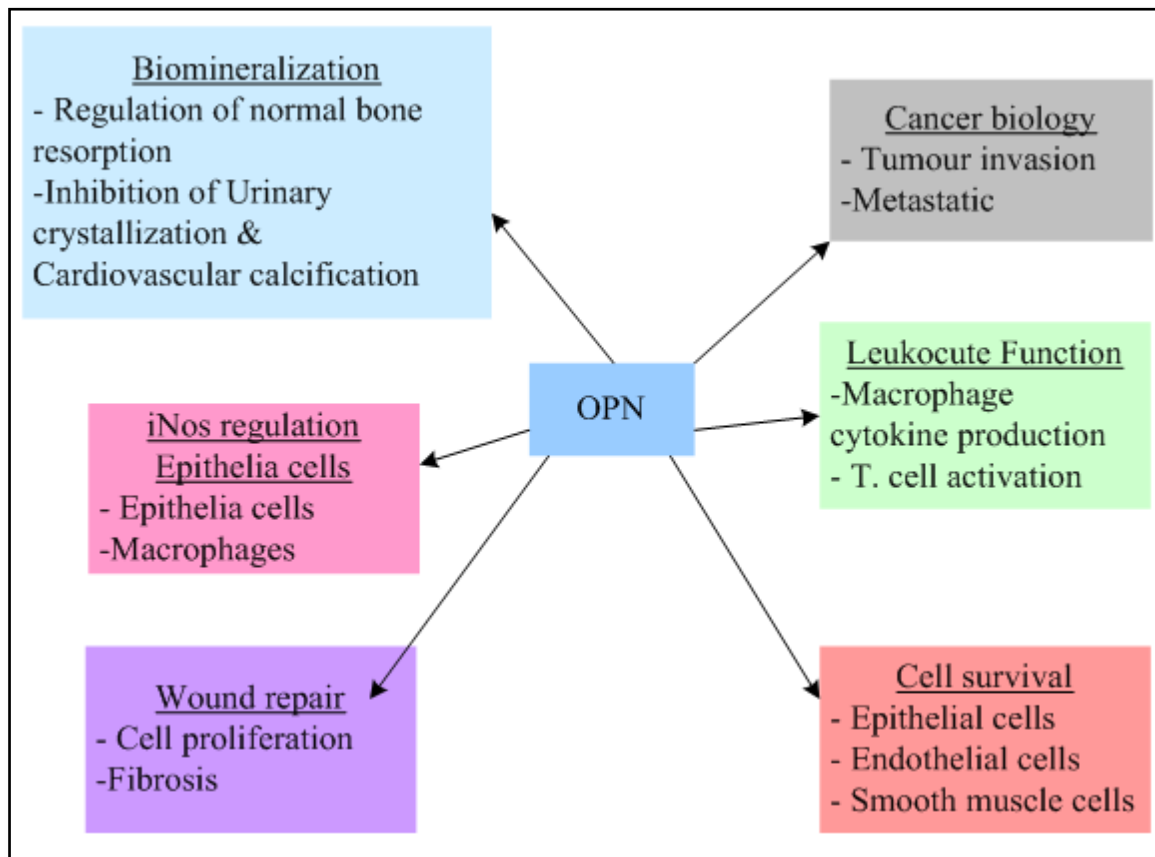 Biomineralization
- Regulation of normal bone
resorption
-Inhibition of Urinary
crystallization &
Cardiovascular calcification
Cancer biology
- Tumour invasion
-Metastatic
OPN
Leukocute Function
-Macrophage
cytokine production
- T. cell activation
iNos regulation
Epithelia cells
- Epithelia cells
-Macrophages
Wound repair
- Cell proliferation
-Fibrosis
Cell survival
- Epithelial cells
- Endothelial cells
- Smooth muscle cells